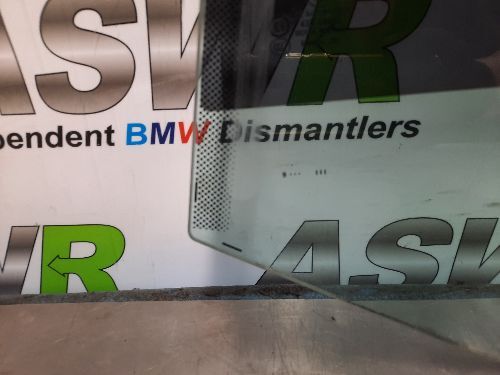 ASWR
pendent BMW Dismantlers
WR ASW